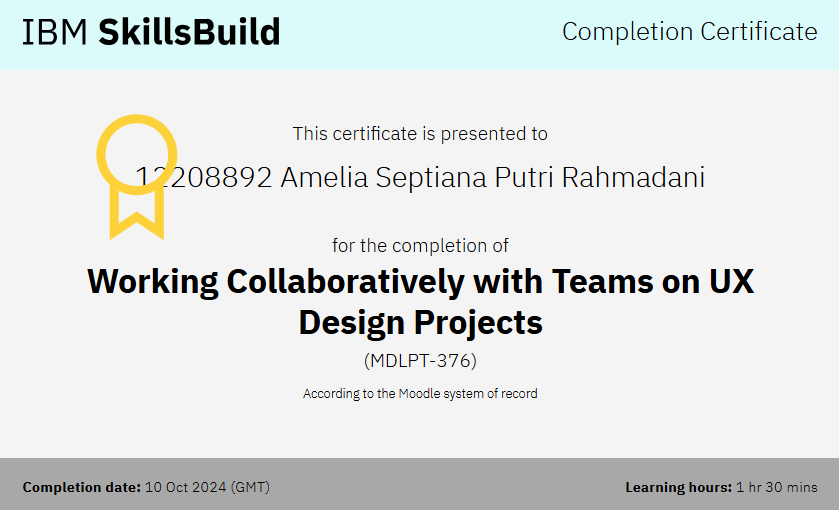 IBM SkillsBuild
Completion Certificate
This certificate is presented to
12208892 Amelia Septiana Putri Rahmadani
for the completion of
Working Collaboratively with Teams on UX
Design Projects
(MDLPT-376)
According to the Moodle system of record
Completion date: 10 Oct 2024 (GMT)
Learning hours: 1 hr 30 mins